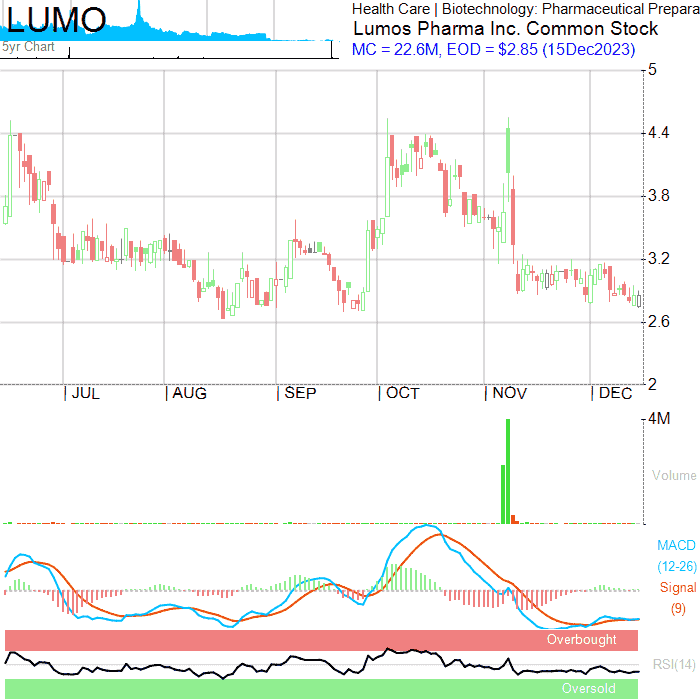 LUMO
5yr Chart
Health Care | Biotechnology: Pharmaceutical Prepara
Lumos Pharma Inc. Common Stock
MC = 22.6M, EOD = $2.85 (15Dec2023)
5
4.4
3.8
3.2
2.6
2
| JUL | AUG | SEP | OCT | NOV | DEC
4M
Volume
MACD
(12-26)
Signal
(9)
Overbought
RSI(14)
Oversold